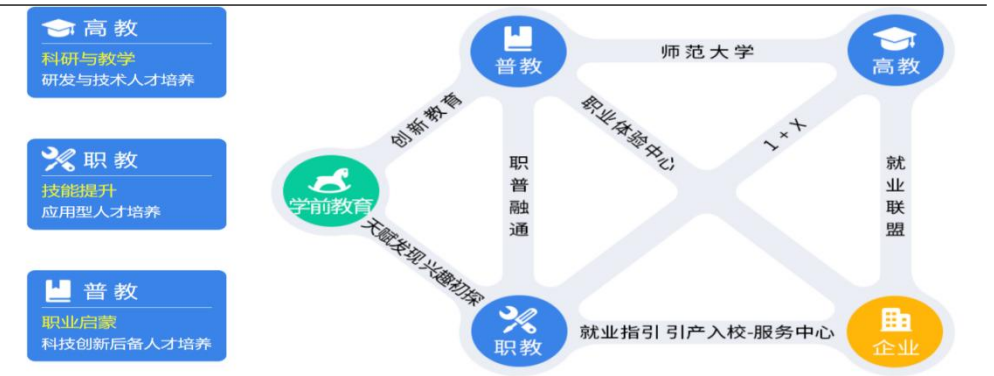 高教
科研与教学
研发与技术人才培养
职教
技能提升
应用型人才培养
普教
职业启蒙
科技创新后备人才培养
普教
师范大学
高教
创新教育
职业体验中心
1+X
学前教育
职普融通
就业联盟
天赋发现兴趣初探
职教
就业指引 引产入校-服务中心
企业